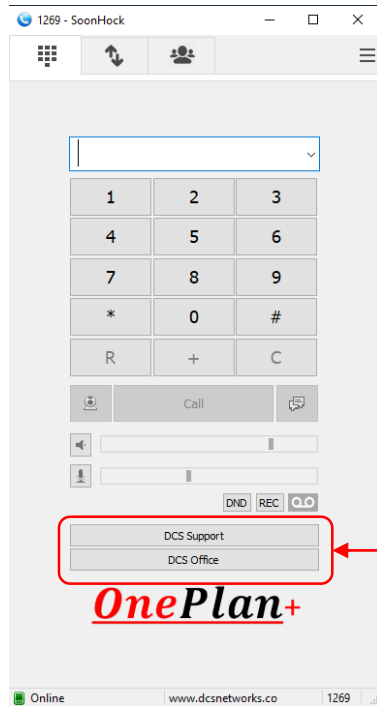 1269 - SoonHock
1 2 3
4 5 6
7 8 9
* 0 #
R + C
Call
DND REC
DCS Support
DCS Office
OnePlan+
Online www.dcsnetworks.co 1269